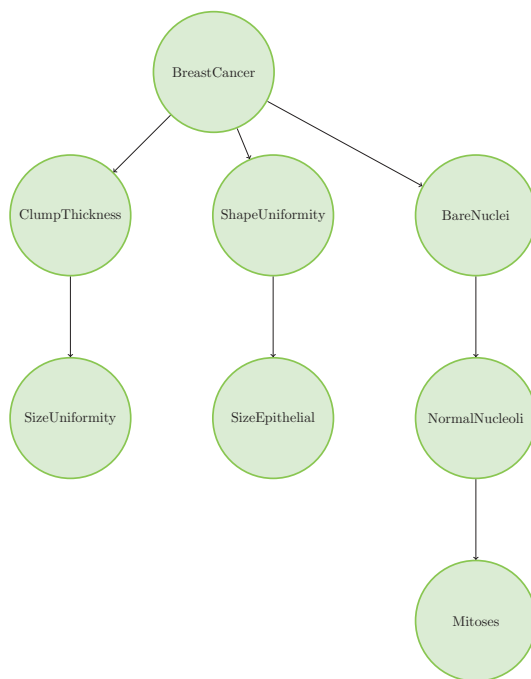 BreastCancer
ClumpThickness
ShapeUniformity
BareNuclei
SizeUniformity
SizeEpithelial
NormalNucleoli
Mitoses